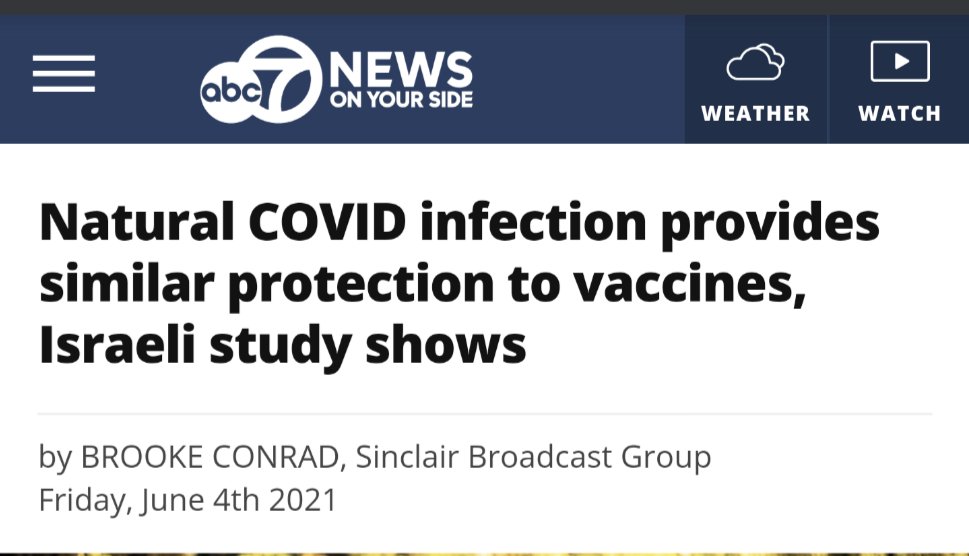 abc 7 NEWS
ON YOUR SIDE
WEATHER
WATCH
Natural COVID infection provides
similar protection to vaccines,
Israeli study shows
by BROOKE CONRAD, Sinclair Broadcast Group
Friday, June 4th 2021